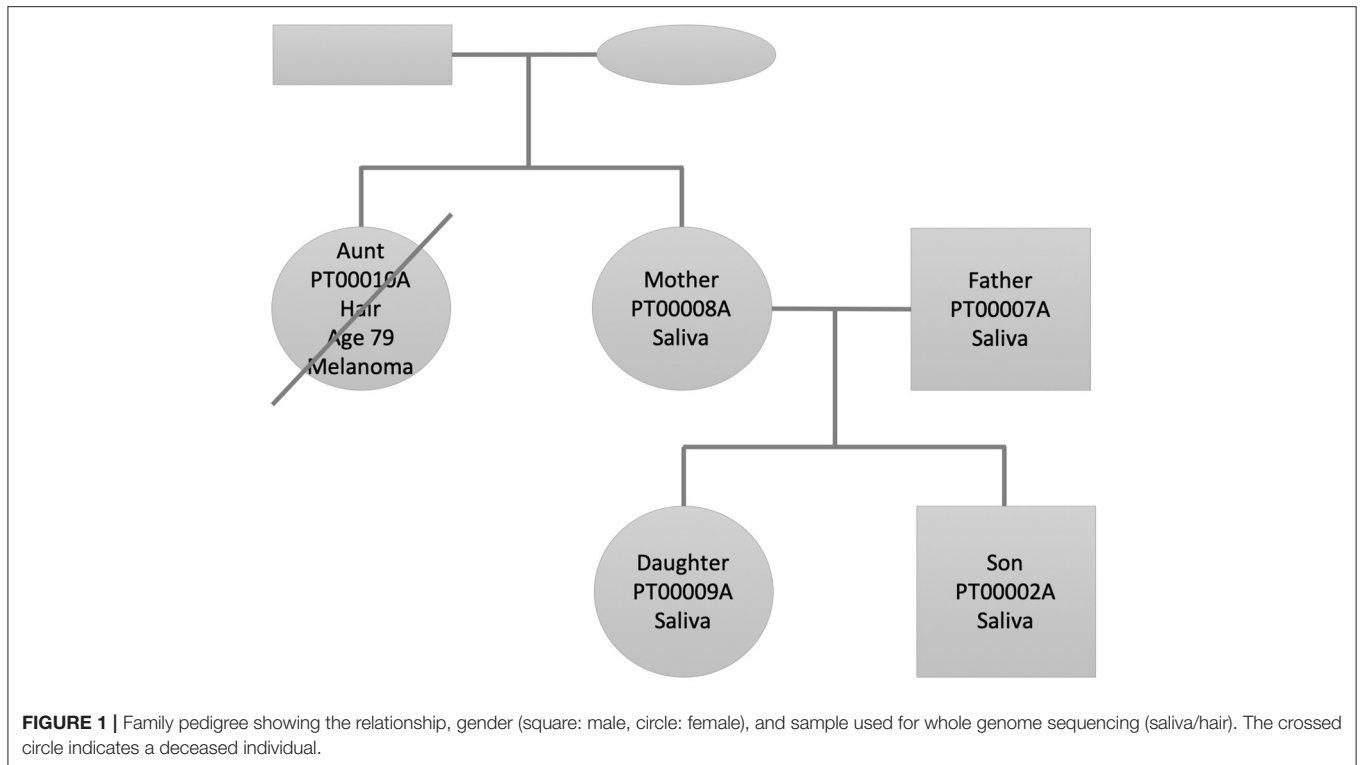 Aunt
PT00010A
Hair
Age 79
Melanoma
Mother
PT00008A
Saliva
Father
PT00007A
Saliva
Daughter
PT00009A
Saliva
Son
PT00002A
Saliva
FIGURE 1 | Family pedigree showing the relationship, gender (square: male, circle: female), and sample used for whole genome sequencing (saliva/hair). The crossed
circle indicates a deceased individual.